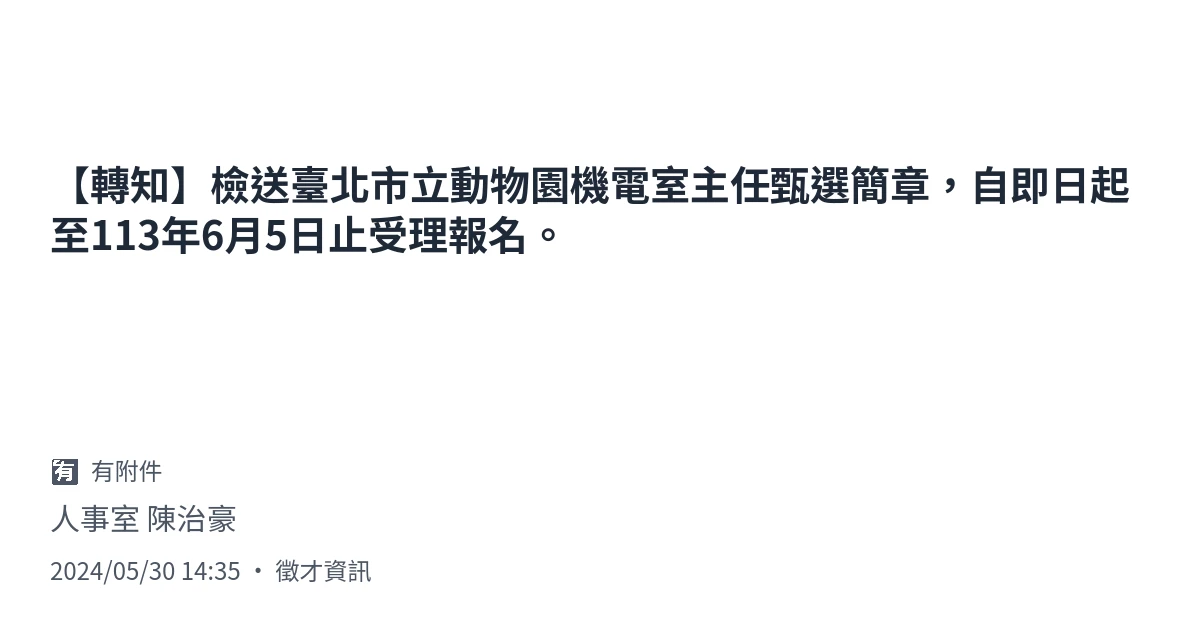 【轉知】檢送臺北市立動物園機電室主任甄選簡章，自即日起
至113年6月5日止受理報名。
有 有附件
人事室 陳治豪
2024/05/30 14:35 ・ 徵才資訊